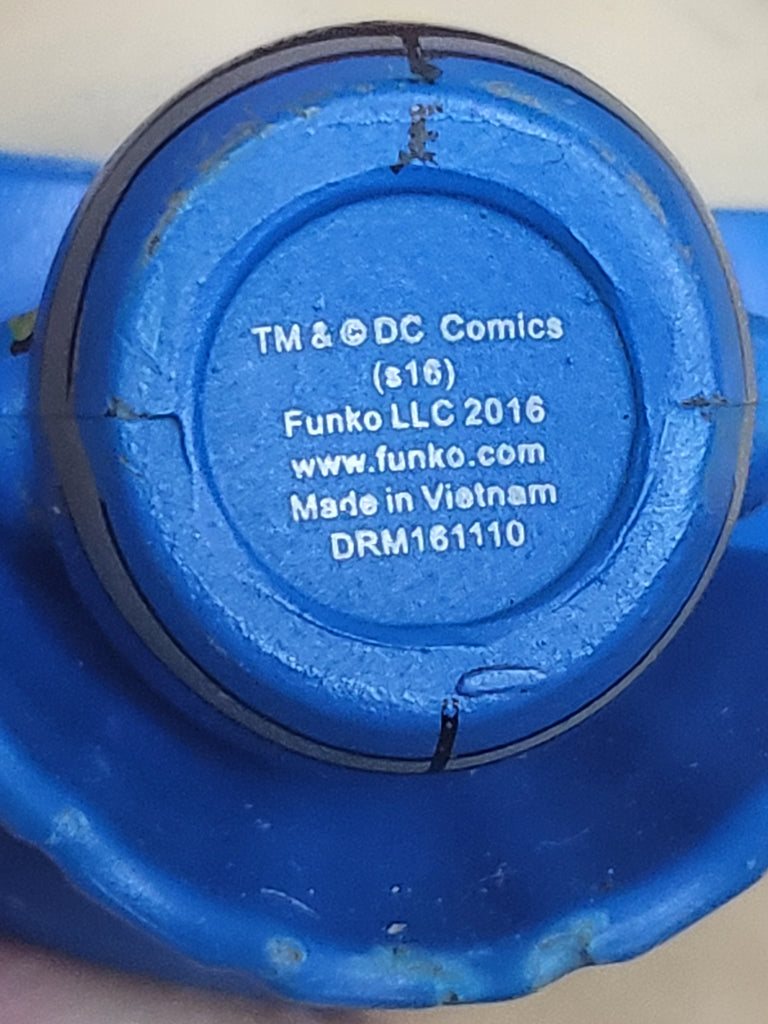 TM & © DC Comics
(s16)
Funko LLC 2016
www.funko.com
Made in Vietnam
DRM161110